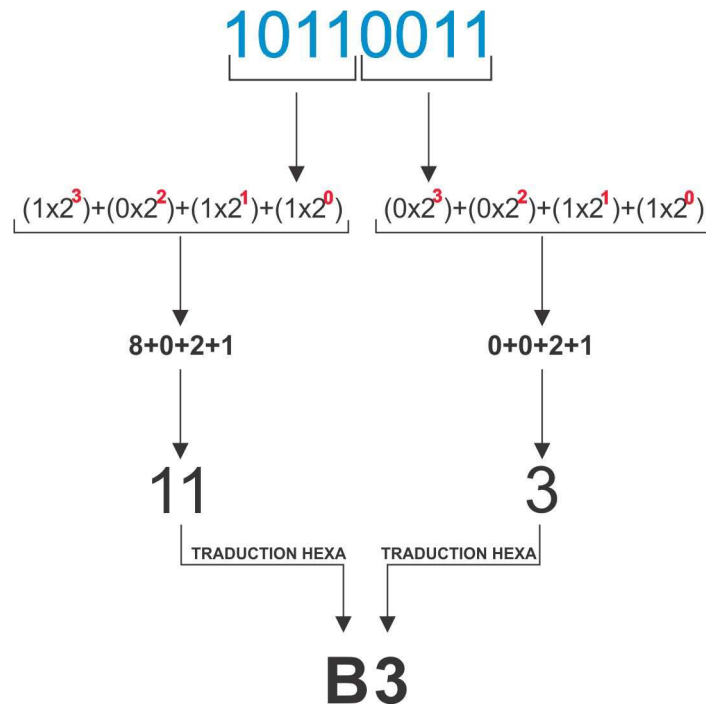 10110011
(1x2³)+(0x2²)+(1x2¹)+(1x2⁰) (0x2³)+(0x2²)+(1x2¹)+(1x2⁰)
8+0+2+1 0+0+2+1
11 3
TRADUCTION HEXA TRADUCTION HEXA
B3